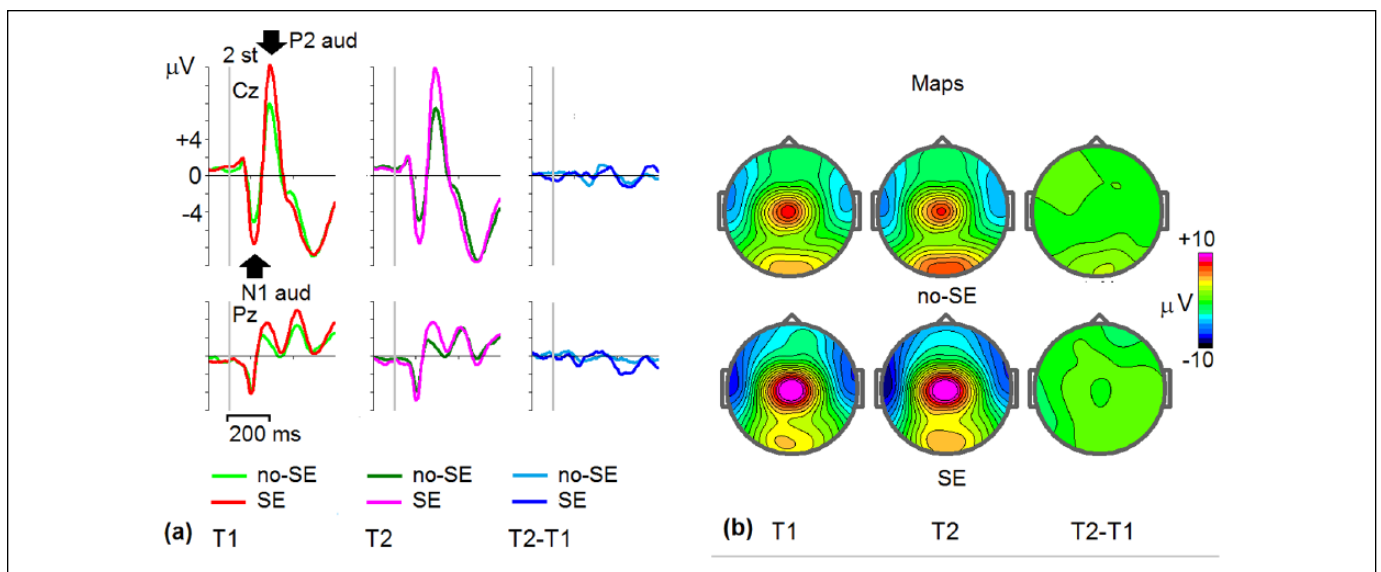 P2 aud
2 st
μV
Cz
+4
0
-4
N1 aud
Pz
200 ms
no-SE no-SE no-SE
SE SE SE
(a) T1 T2 T2-T1
Maps
no-SE
+10
μV
-10
SE
(b) T1 T2 T2-T1